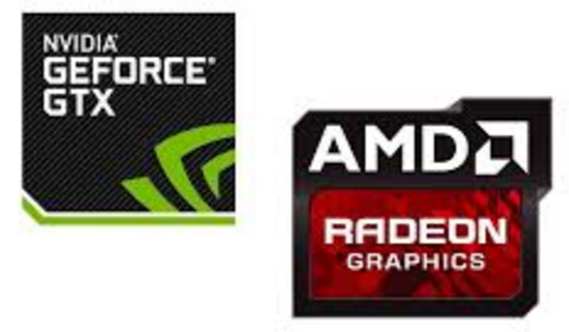 NVIDIA
GEFORCE®
GTX
AMD
RADEON
GRAPHICS